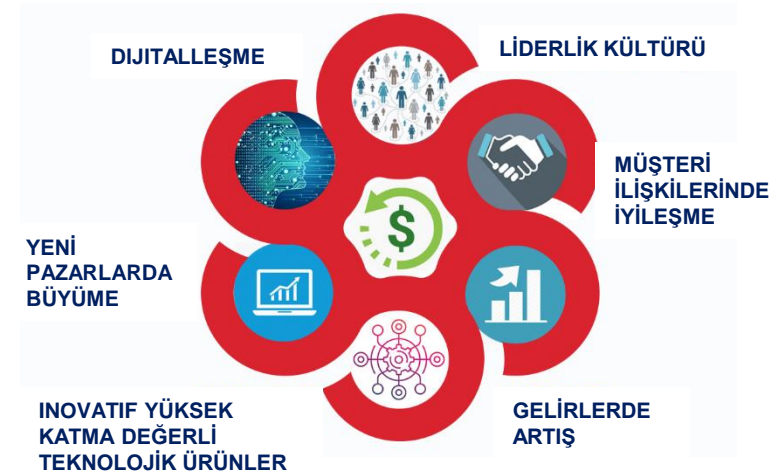 DIJITALLEŞME
LİDERLİK KÜLTÜRÜ
MÜŞTERİ
İLİŞKİLERİNDE
İYİLEŞME
YENİ
PAZARLARDA
BÜYÜME
$
INOVATIF YÜKSEK
KATMA DEĞERLİ
TEKNOLOJİK ÜRÜNLER
GELİRLERDE
ARTIŞ